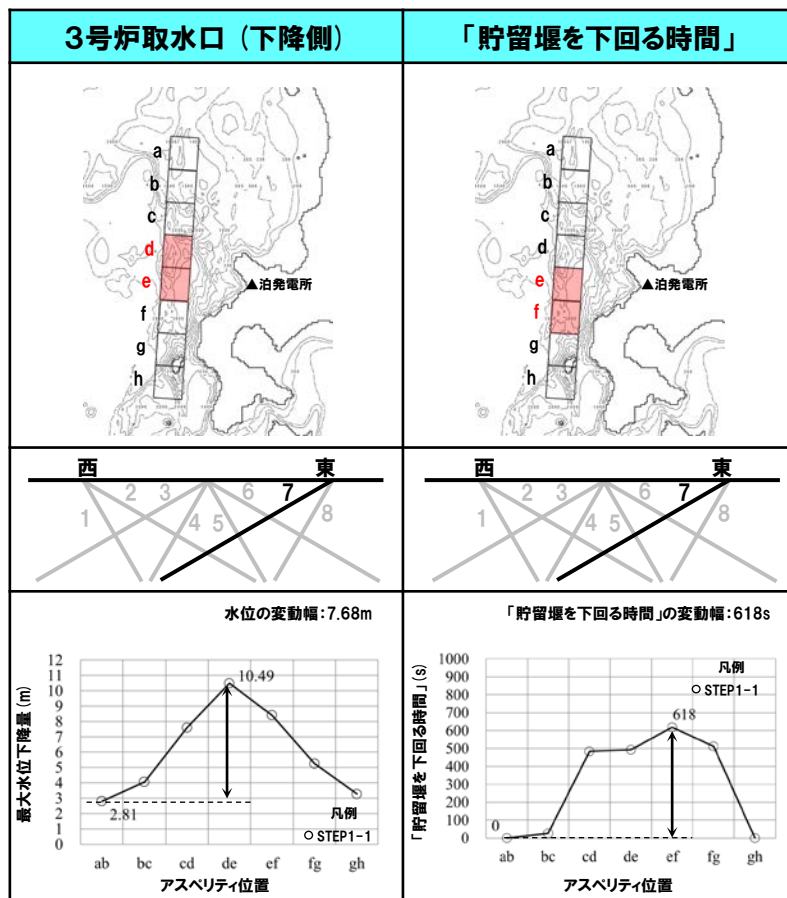 3号炉取水口（下降側）
「貯留堰を下回る時間」
a
b
c
d
e
f
g
h
▲泊発電所
a
b
c
d
e
f
g
h
▲泊発電所
西 東
1 2 3 4 5 6 7 8
西 東
1 2 3 4 5 6 7 8
水位の変動幅：7.68m
最大水位下降量（m）
12
11
10
9
8
7
6
5
4
3
2
1
0
10.49
2.81
凡例
○ STEP1-1
ab bc cd de ef fg gh
アスペリティ位置
「貯留堰を下回る時間」の変動幅：618s
「貯留堰を下回る時間」(s)
1000
900
800
700
600
500
400
300
200
100
0
凡例
○ STEP1-1
618
0
ab bc cd de ef fg gh
アスペリティ位置